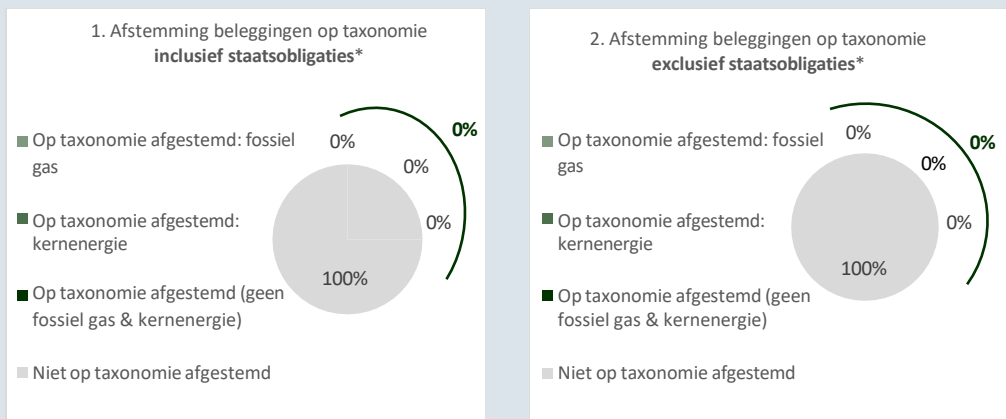 1. Afstemming beleggingen op taxonomie
inclusief staatsobligaties*
Op taxonomie afgestemd: fossiel
gas
Op taxonomie afgestemd:
kernenergie
Op taxonomie afgestemd (geen
fossiel gas & kernenergie)
Niet op taxonomie afgestemd
0%
0%
0%
0%
100%
2. Afstemming beleggingen op taxonomie
exclusief staatsobligaties*
Op taxonomie afgestemd: fossiel
gas
Op taxonomie afgestemd:
kernenergie
Op taxonomie afgestemd (geen
fossiel gas & kernenergie)
Niet op taxonomie afgestemd
0%
0%
0%
0%
100%